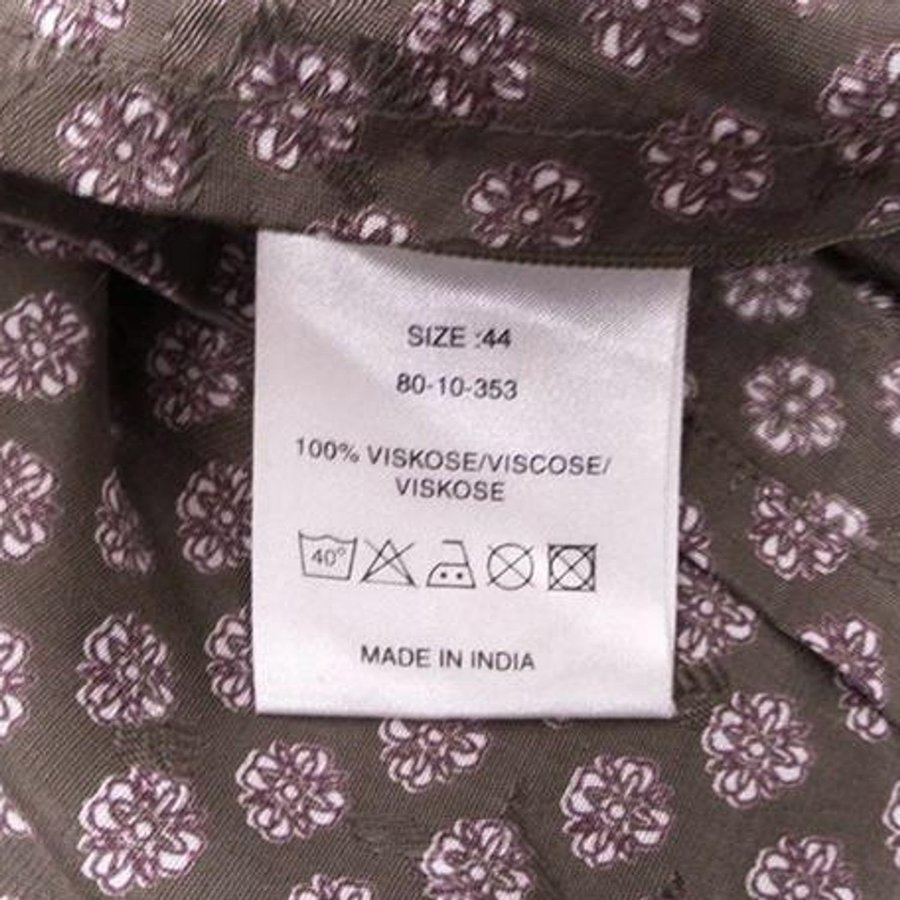 SIZE :44
80-10-353
100% VISKOSE/VISCOSE/
VISKOSE
40°
MADE IN INDIA